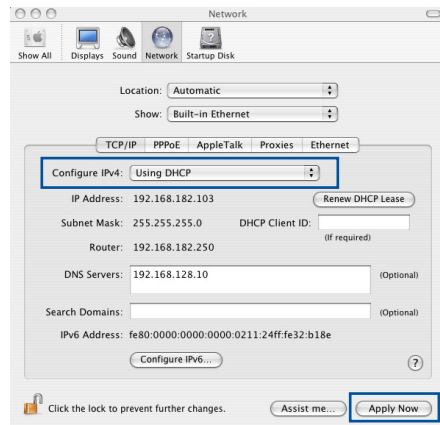 Network
Show All Displays Sound Network Startup Disk
Location: Automatic
Show: Built-in Ethernet
TCP/IP PPPoE AppleTalk Proxies Ethernet
Configure IPv4: Using DHCP
IP Address: 192.168.182.103 Renew DHCP Lease
Subnet Mask: 255.255.255.0 DHCP Client ID:
(If required)
Router: 192.168.182.250
DNS Servers: 192.168.128.10 (Optional)
Search Domains: (Optional)
IPv6 Address: fe80:0000:0000:0000:0211:24ff:fe32:b18e
Configure IPv6... ?
Click the lock to prevent further changes. Assist me... Apply Now